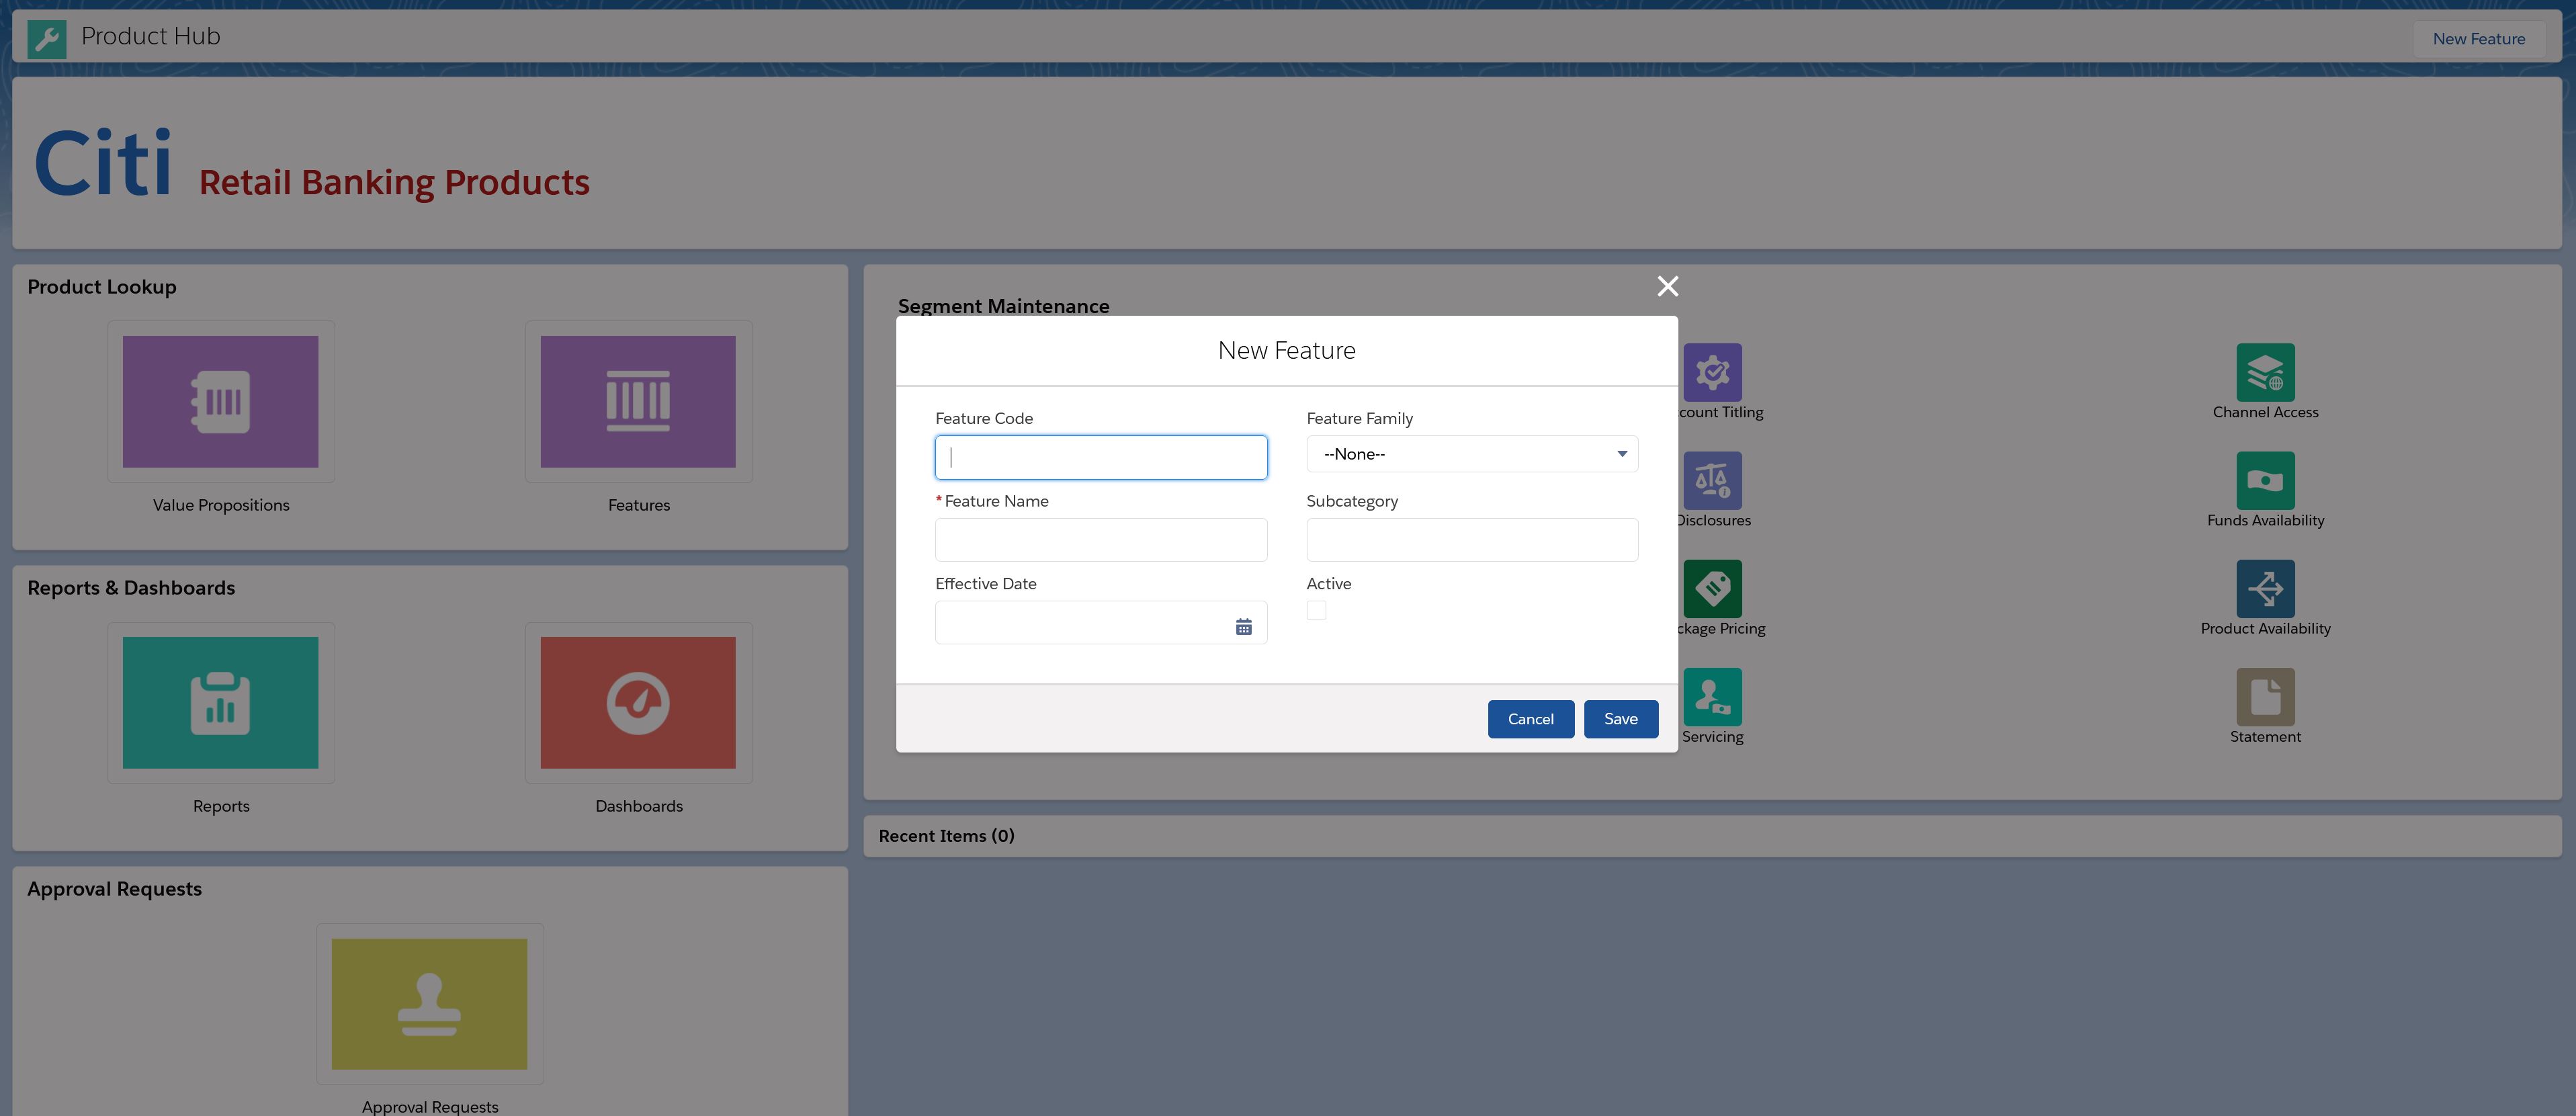 Product Hub
New Feature
Citi Retail Banking Products
Product Lookup
Value Propositions
Features
Reports & Dashboards
Reports
Dashboards
Approval Requests
Approval Requests
Segment Maintenance
New Feature
Feature Code
Feature Family
--None--
* Feature Name
Subcategory
Effective Date
Active
Cancel
Save
count Titling
Channel Access
Disclosures
Funds Availability
ckage Pricing
Product Availability
Servicing
Statement
Recent Items (0)